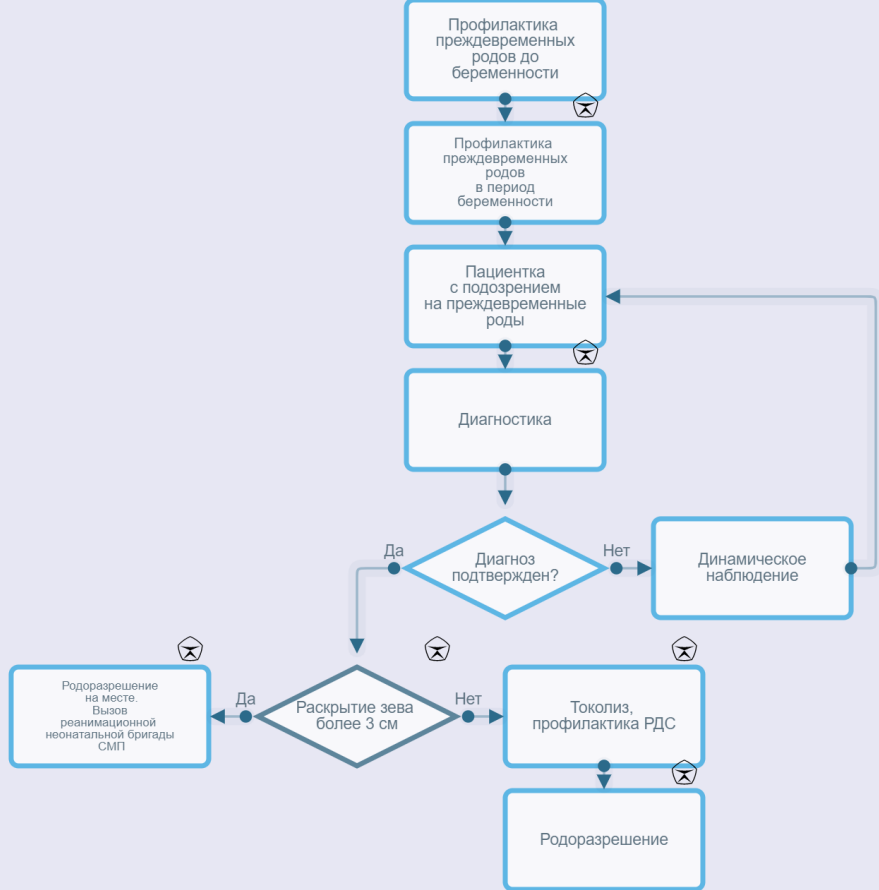 Профилактика
преждевременных
родов до
беременности
Профилактика
преждевременных
родов
в период
беременности
Пациентка
с подозрением
на преждевременные
роды
Диагностика
Да
Диагноз
подтвержден?
Нет
Динамическое
наблюдение
Родоразрешение
на месте.
Вызов
реанимационной
неонатальной бригады
СМП
Да
Раскрытие зева
более 3 см
Нет
Токолиз,
профилактика РДС
Родоразрешение